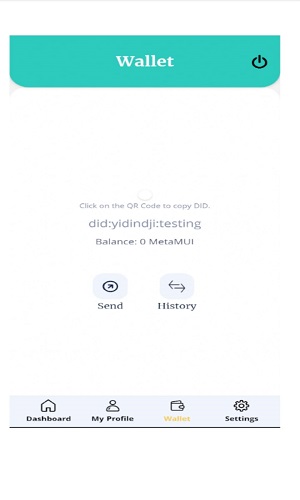 Wallet
Click on the QR Code to copy DID.
did:yidindji:testing
Balance: 0 MetaMUI
Send History
Dashboard My Profile Wallet Settings